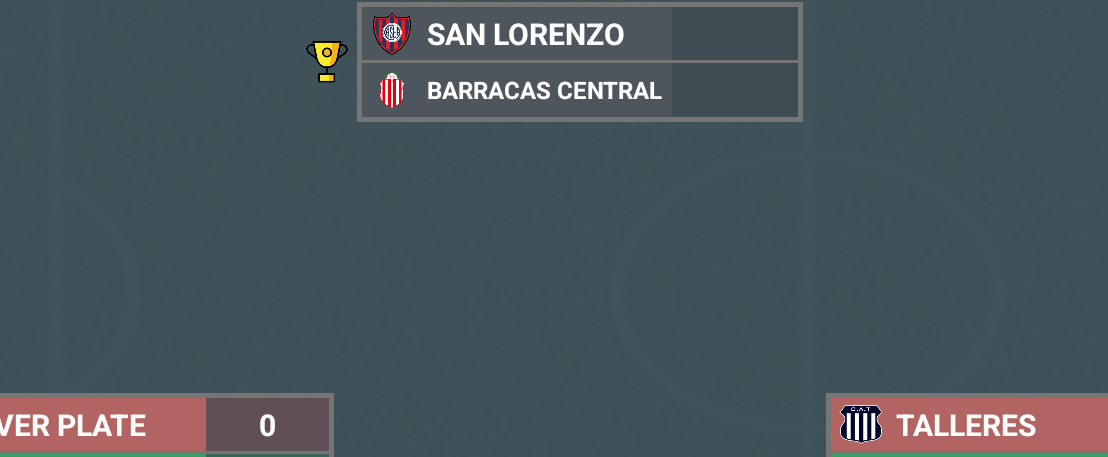 SAN LORENZO
BARRACAS CENTRAL
VER PLATE 0
C.A.T
TALLERES